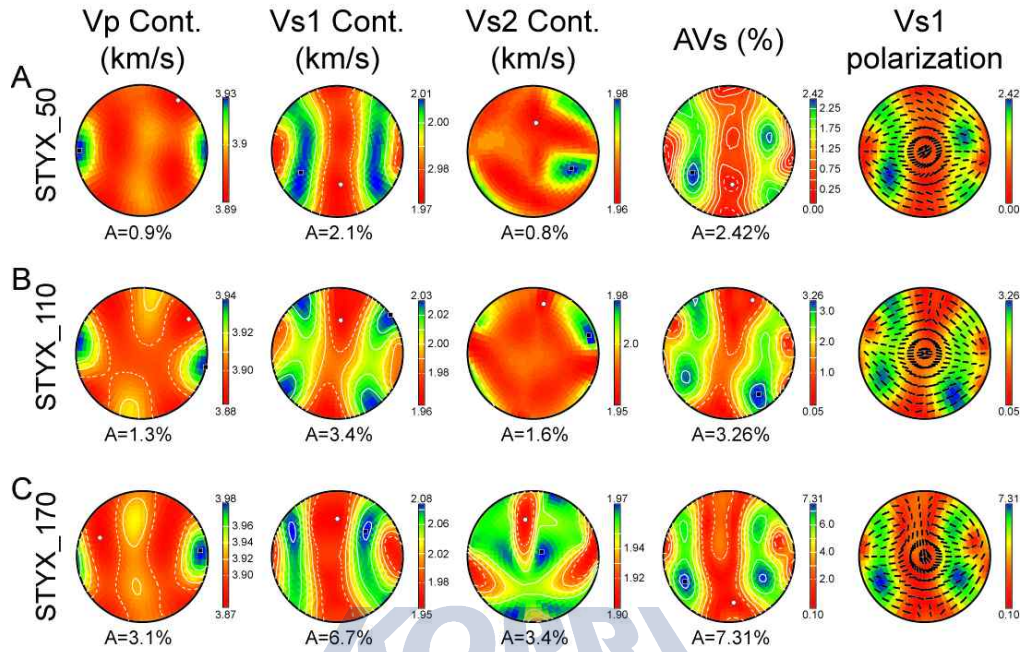 Vp Cont. (km/s)
Vs1 Cont. (km/s)
Vs2 Cont. (km/s)
AVs (%)
Vs1 polarization
A
STYX_50
3.93
3.9
3.89
A=0.9%
2.01
2.00
2.98
1.97
A=2.1%
1.98
1.96
A=0.8%
2.42
2.25
1.75
1.25
0.75
0.25
0.00
A=2.42%
2.42
0.00
B
STYX_110
3.94
3.92
3.90
3.88
A=1.3%
2.03
2.00
1.98
1.96
A=3.4%
1.98
2.0
1.95
A=1.6%
3.26
3.0
2.0
1.0
0.05
A=3.26%
3.26
0.05
C
STYX_170
3.98
3.96
3.94
3.92
3.90
3.87
A=3.1%
2.08
2.06
2.02
1.98
1.95
A=6.7%
1.97
1.94
1.92
1.90
A=3.4%
7.31
6.0
4.0
2.0
0.10
A=7.31%
7.31
0.10
KOPRI